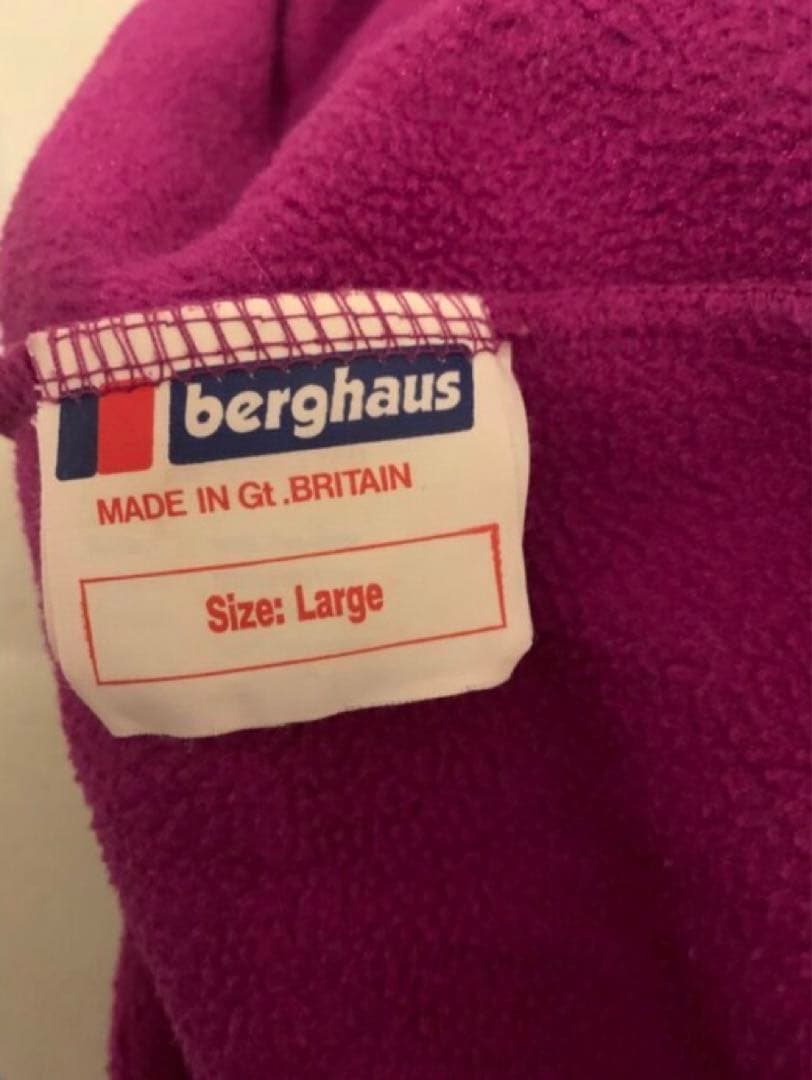 berghaus
MADE IN Gt .BRITAIN
Size: Large